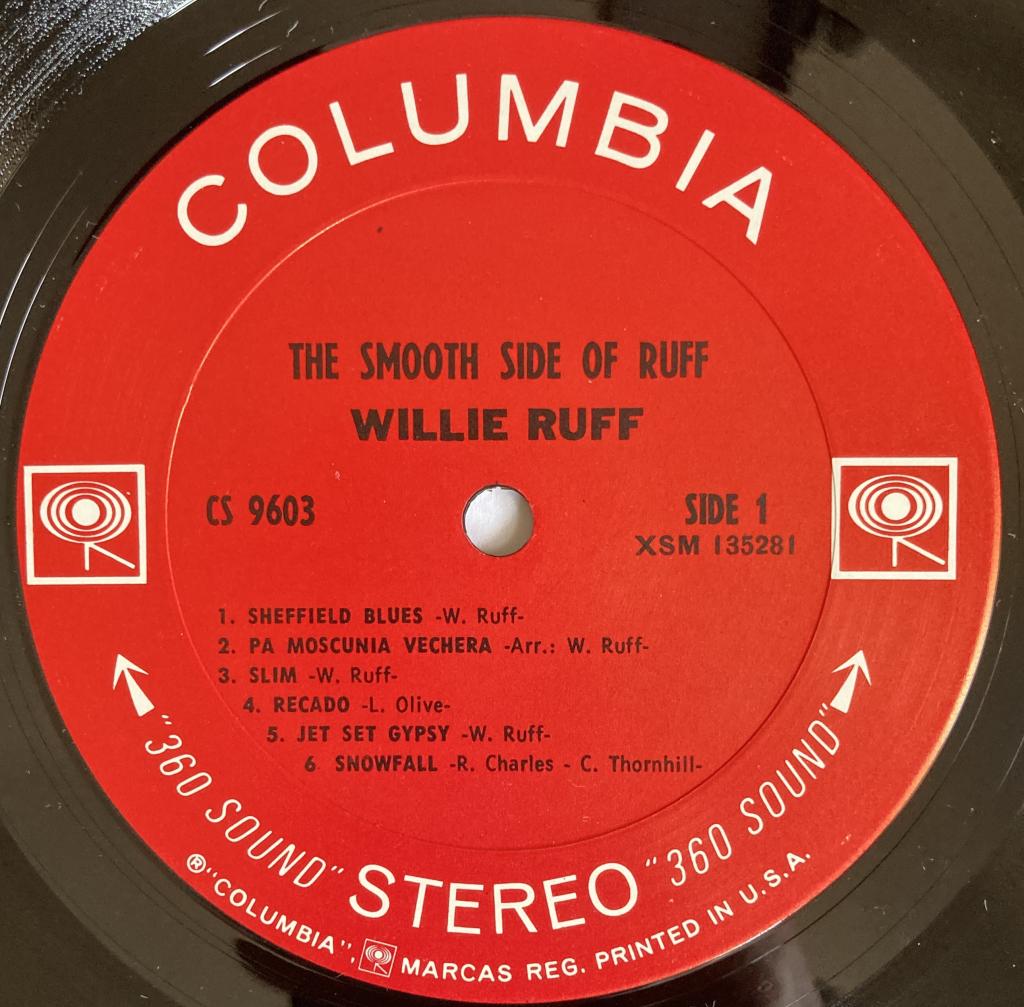 COLUMBIA
THE SMOOTH SIDE OF RUFF
WILLIE RUFF
CS 9603
SIDE 1
XSM 135281
1. SHEFFIELD BLUES -W. Ruff-
2. PA MOSCUNIA VECHERA -Arr.: W. Ruff-
3. SLIM -W. Ruff-
4. RECADO -L. Olive-
5. JET SET GYPSY -W. Ruff-
6 SNOWFALL -R. Charles - C. Thornhill-
"360 SOUND" STEREO "360 SOUND"
®"COLUMBIA", MARCAS REG. PRINTED IN U.S.A.